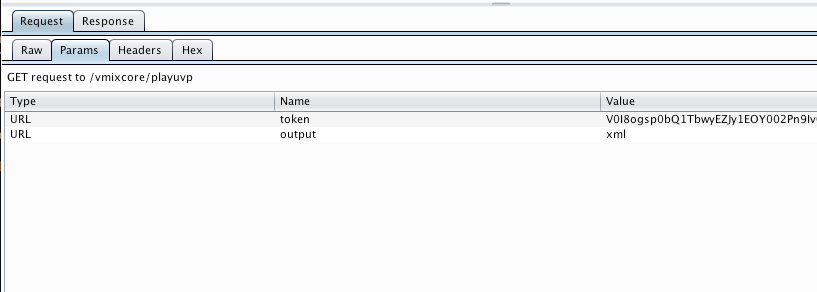 Request Response
Raw Params Headers Hex
GET request to /vmixcore/playuvp
Type Name Value
URL token
URL output xml